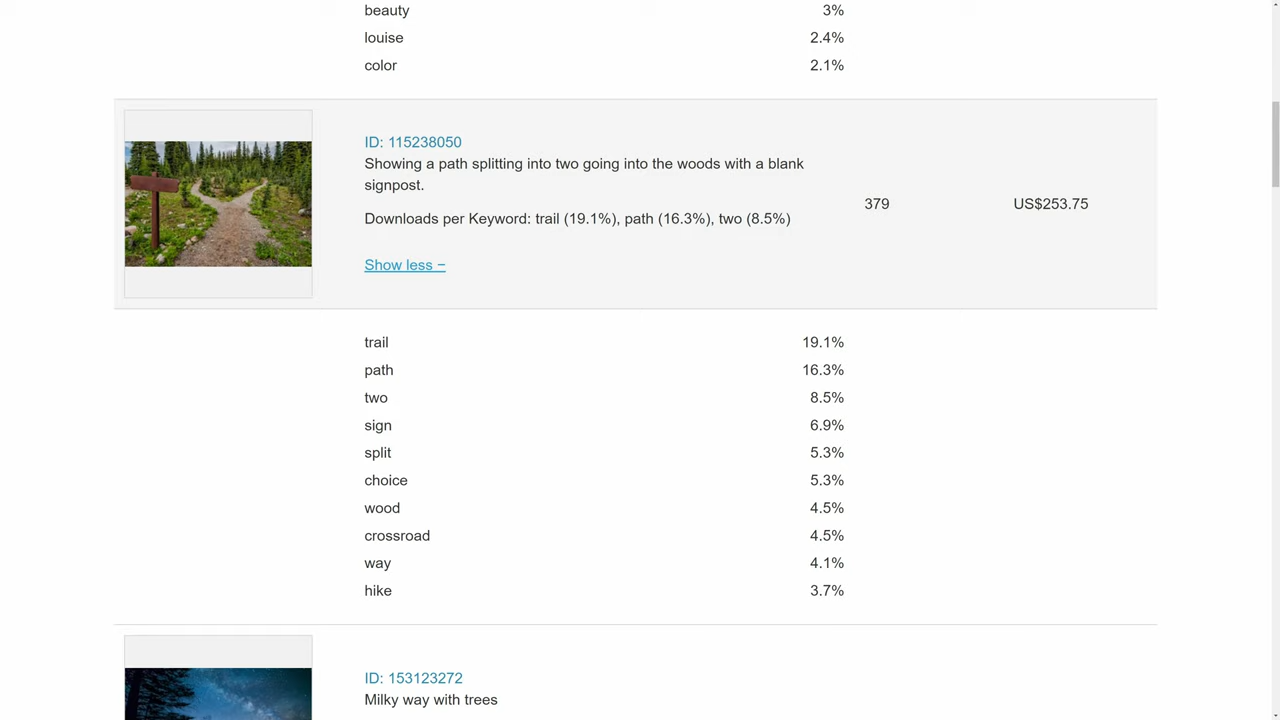 beauty 3%
louise 2.4%
color 2.1%
ID: 115238050
Showing a path splitting into two going into the woods with a blank
signpost.
Downloads per Keyword: trail (19.1%), path (16.3%), two (8.5%)
379 US$253.75
Show less −
trail 19.1%
path 16.3%
two 8.5%
sign 6.9%
split 5.3%
choice 5.3%
wood 4.5%
crossroad 4.5%
way 4.1%
hike 3.7%
ID: 153123272
Milky way with trees